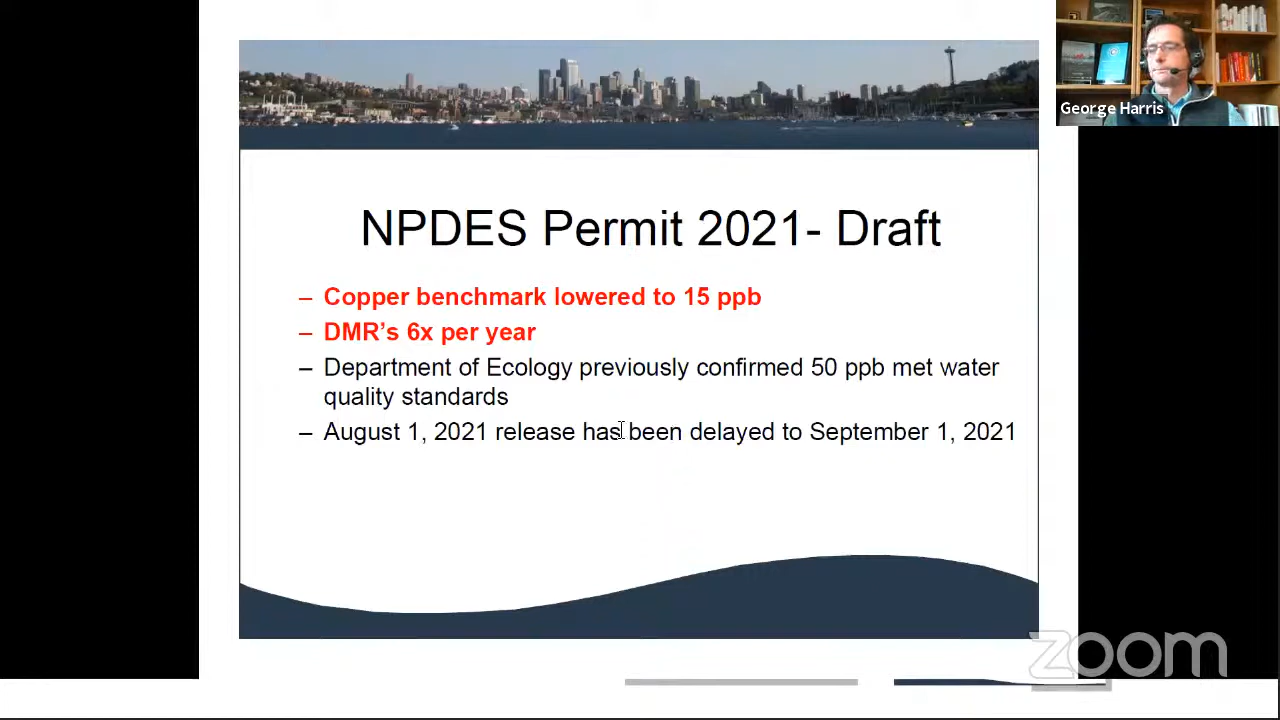 George Harris
NPDES Permit 2021- Draft
– Copper benchmark lowered to 15 ppb
– DMR's 6x per year
– Department of Ecology previously confirmed 50 ppb met water
quality standards
– August 1, 2021 release has been delayed to September 1, 2021
zoom